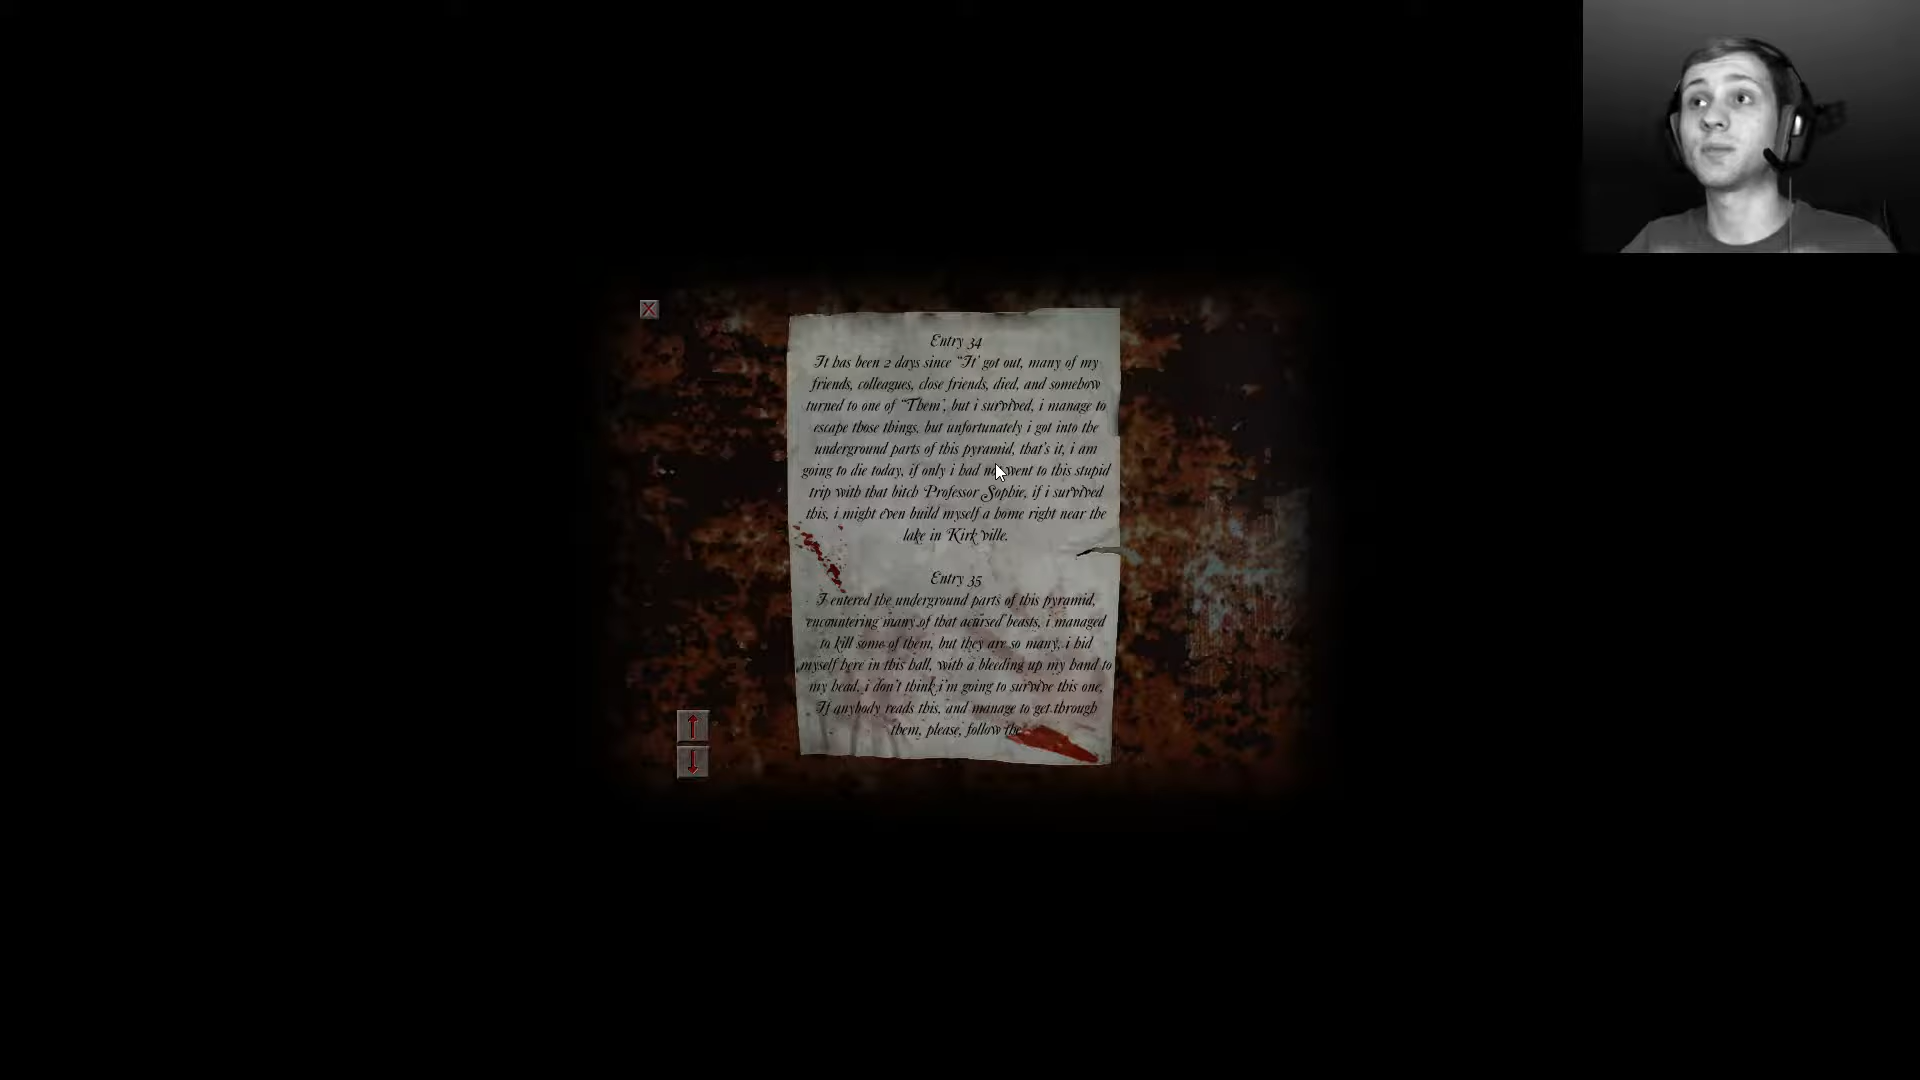 Entry 34
It has been 2 days since "It' got out, many of my
friends, colleagues, close friends, died, and somehow
turned to one of "Them', but i survived, i manage to
escape those things, but unfortunately i got into the
underground parts of this pyramid, that's it, i am
going to die today, if only i had not went to this stupid
trip with that bitch Professor Sophie, if i survived
this, i might even build myself a home right near the
lake in Kirk ville.
Entry 35
I entered the underground parts of this pyramid,
encountering many of that acursed beasts, i managed
to kill some of them, but they are so many, i hid
myself here in this hall, with a bleeding up my hand to
my head, i don't think i'm going to survive this one,
If anybody reads this, and manage to get through
them, please, follow the